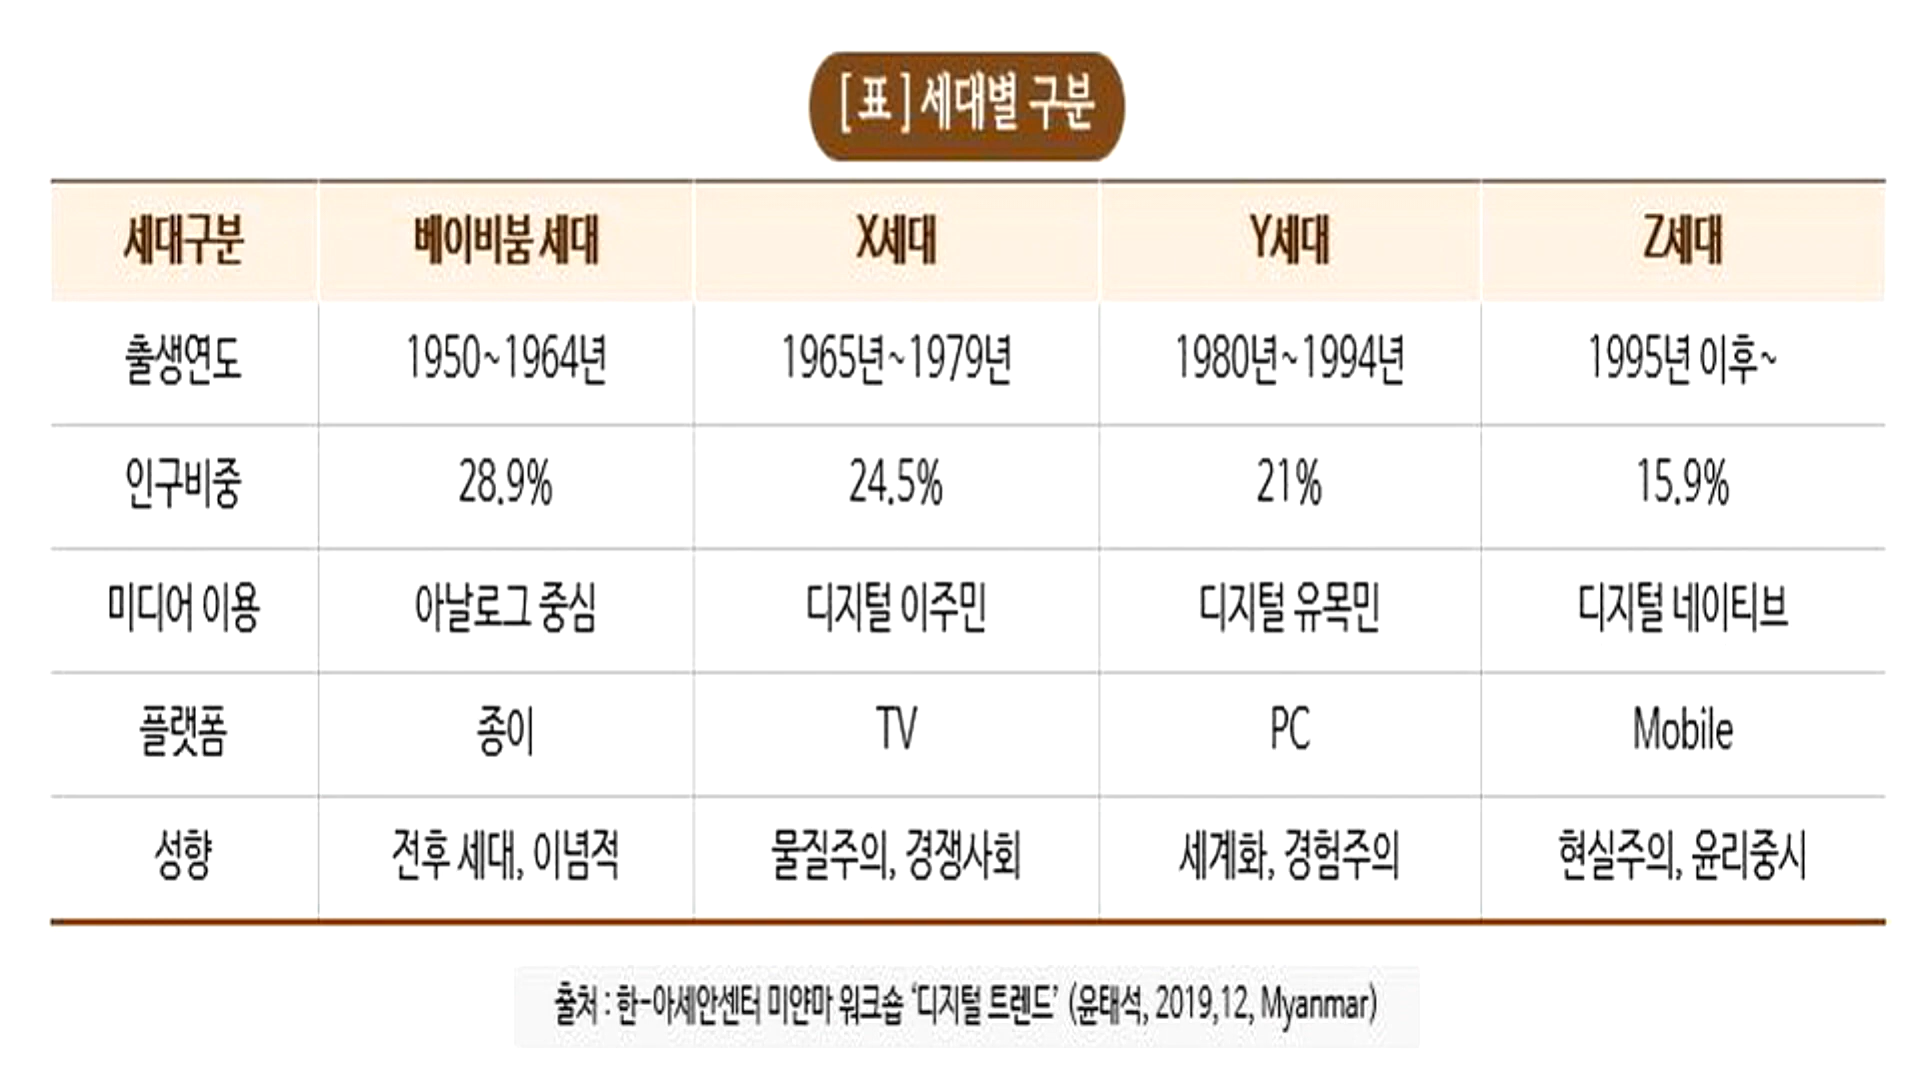 [ 표 ] 세대별 구분
세대구분 베이비붐 세대 X세대 Y세대 Z세대
출생연도 1950~1964년 1965년~1979년 1980년~1994년 1995년 이후~
인구비중 28.9% 24.5% 21% 15.9%
미디어 이용 아날로그 중심 디지털 이주민 디지털 유목민 디지털 네이티브
플랫폼 종이 TV PC Mobile
성향 전후 세대, 이념적 물질주의, 경쟁사회 세계화, 경험주의 현실주의, 윤리중시
출처 : 한-아세안센터 미얀마 워크숍 ‘디지털 트렌드’ (윤태석, 2019,12, Myanmar)